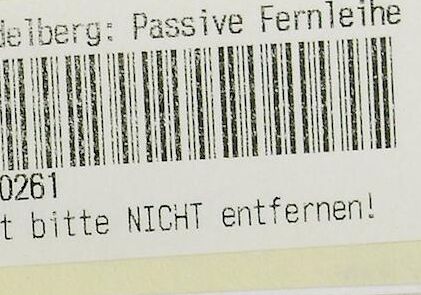 delberg: Passive Fernleihe
0261
t bitte NICHT entfernen!